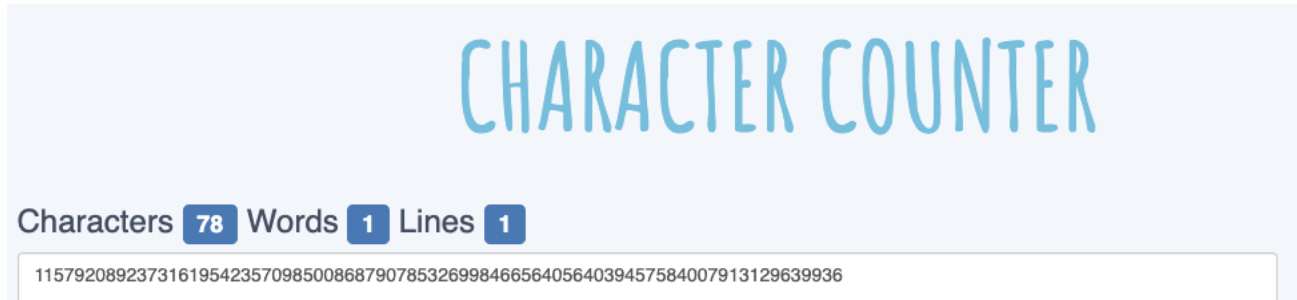 CHARACTER COUNTER
Characters 78 Words 1 Lines 1
115792089237316195423570985008687907853269984665640564039457584007913129639936